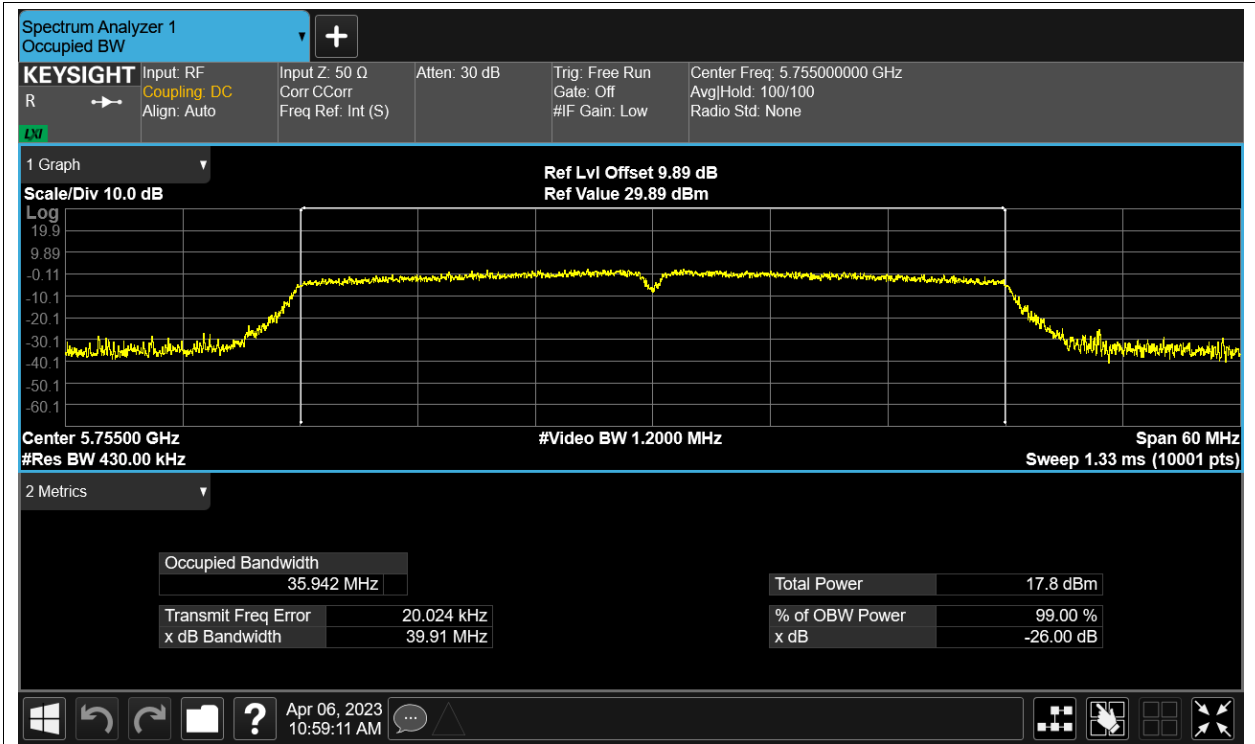 Spectrum Analyzer 1
Occupied BW
KEYSIGHT
R
LXI
Input: RF
Coupling: DC
Align: Auto
Input Z: 50 Ω
Corr CCorr
Freq Ref: Int (S)
Atten: 30 dB
Trig: Free Run
Gate: Off
#IF Gain: Low
Center Freq: 5.755000000 GHz
Avg|Hold: 100/100
Radio Std: None
1 Graph
Scale/Div 10.0 dB
Ref Lvl Offset 9.89 dB
Ref Value 29.89 dBm
Log
19.9
9.89
-0.11
-10.1
-20.1
-30.1
-40.1
-50.1
-60.1
Center 5.75500 GHz
#Res BW 430.00 kHz
#Video BW 1.2000 MHz
Span 60 MHz
Sweep 1.33 ms (10001 pts)
2 Metrics
Occupied Bandwidth
35.942 MHz
Transmit Freq Error 20.024 kHz
x dB Bandwidth 39.91 MHz
Total Power 17.8 dBm
% of OBW Power 99.00 %
x dB -26.00 dB
?
Apr 06, 2023
10:59:11 AM